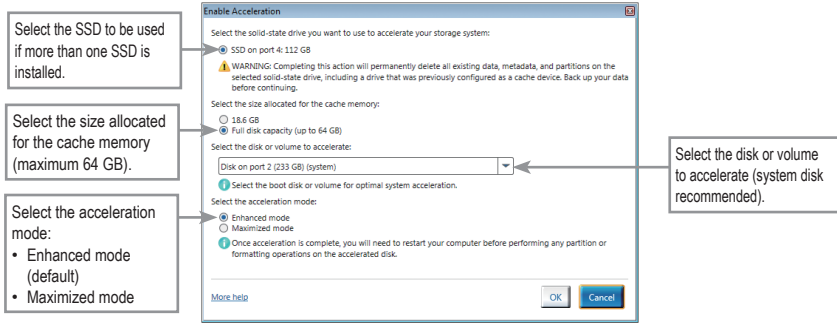 Select the SSD to be used
if more than one SSD is
installed.
Select the size allocated
for the cache memory
(maximum 64 GB).
Select the acceleration
mode:
• Enhanced mode
(default)
• Maximized mode
Enable Acceleration
Select the solid-state drive you want to use to accelerate your storage system:
SSD on port 4: 112 GB
WARNING: Completing this action will permanently delete all existing data, metadata, and partitions on the
selected solid-state drive, including a drive that was previously configured as a cache device. Back up your data
before continuing.
Select the size allocated for the cache memory:
18.6 GB
Full disk capacity (up to 64 GB)
Select the disk or volume to accelerate:
Disk on port 2 (233 GB) (system)
Select the boot disk or volume for optimal system acceleration.
Select the acceleration mode:
Enhanced mode
Maximized mode
Once acceleration is complete, you will need to restart your computer before performing any partition or
formatting operations on the accelerated disk.
More help
OK
Cancel
Select the disk or volume
to accelerate (system disk
recommended).